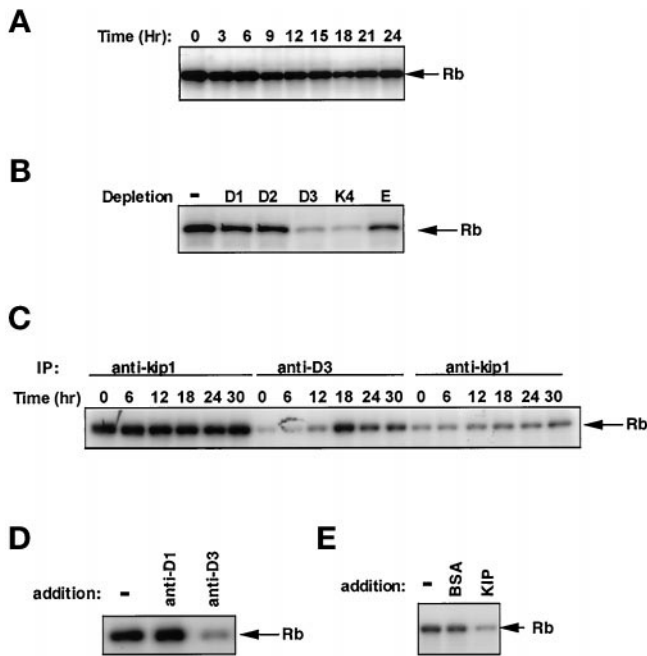 A
Time (Hr): 0 3 6 9 12 15 18 21 24
Rb
B
Depletion - D1 D2 D3 K4 E
Rb
C
IP: anti-kip1 anti-D3 anti-kip1
Time (hr) 0 6 12 18 24 30 0 6 12 18 24 30 0 6 12 18 24 30
Rb
D
addition: - anti-D1 anti-D3
Rb
E
addition: - BSA KIP
Rb